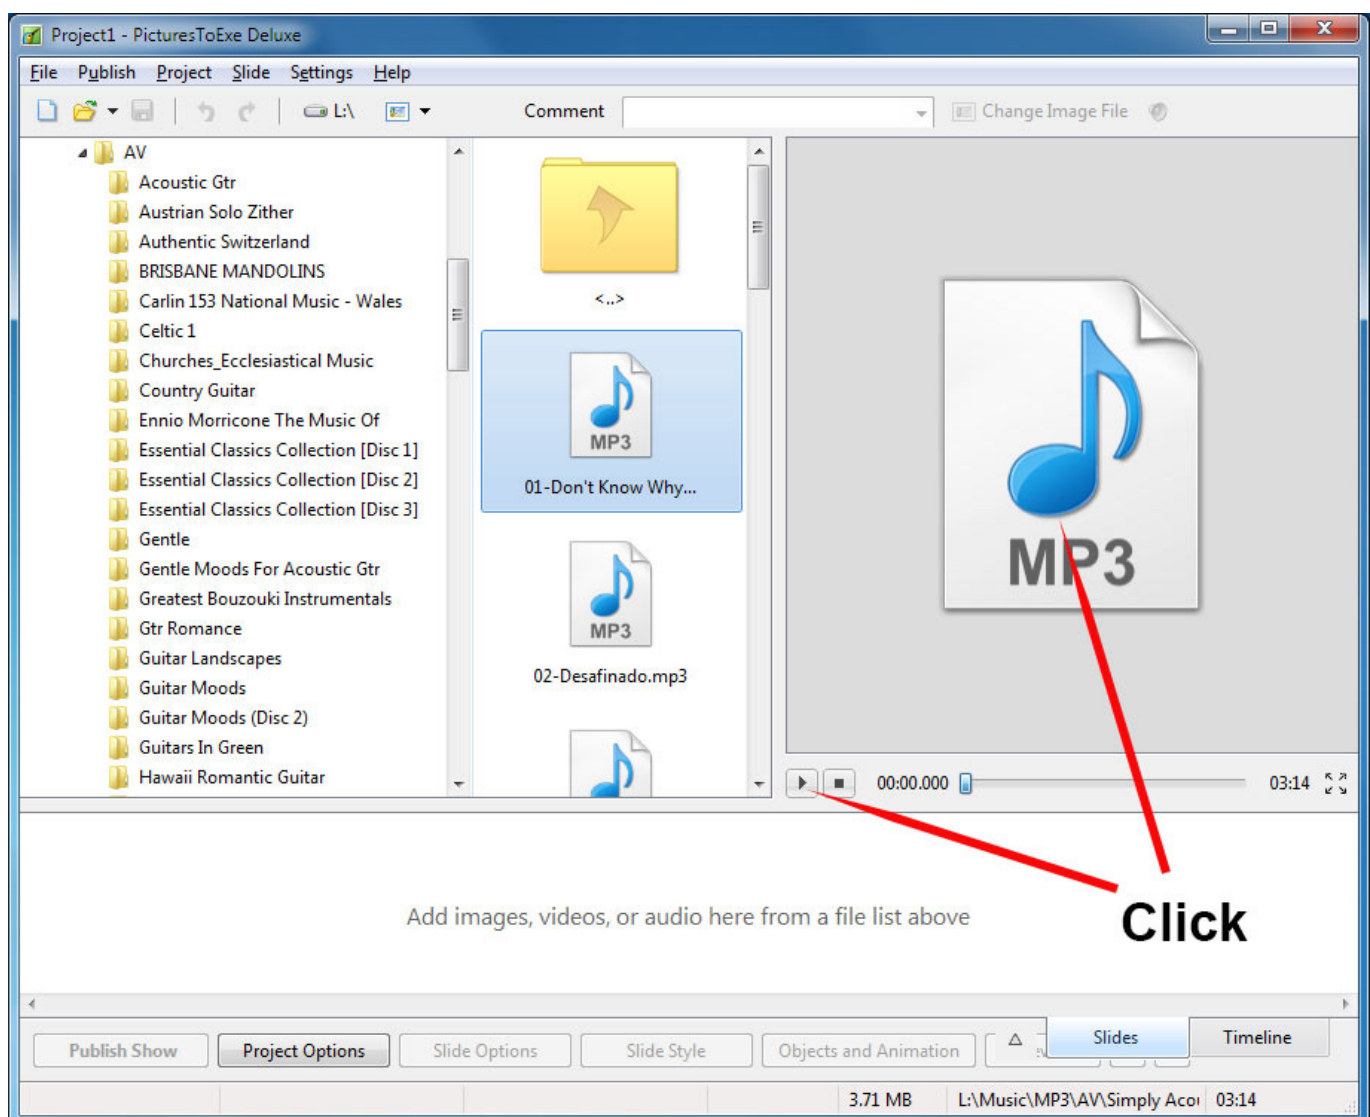 Project1 - PicturesToExe Deluxe
File Publish Project Slide Settings Help
L:\ Comment Change Image File
AV
Acoustic Gtr
Austrian Solo Zither
Authentic Switzerland
BRISBANE MANDOLINS
Carlin 153 National Music - Wales
Celtic 1
Churches_Ecclesiastical Music
Country Guitar
Ennio Morricone The Music Of
Essential Classics Collection [Disc 1]
Essential Classics Collection [Disc 2]
Essential Classics Collection [Disc 3]
Gentle
Gentle Moods For Acoustic Gtr
Greatest Bouzouki Instrumentals
Gtr Romance
Guitar Landscapes
Guitar Moods
Guitar Moods (Disc 2)
Guitars In Green
Hawaii Romantic Guitar
<..>
MP3
01-Don't Know Why...
MP3
02-Desafinado.mp3
MP3
00:00.000 03:14
Click
Add images, videos, or audio here from a file list above
Publish Show Project Options Slide Options Slide Style Objects and Animation Slides Timeline
3.71 MB L:\Music\MP3\AV\Simply Acou 03:14